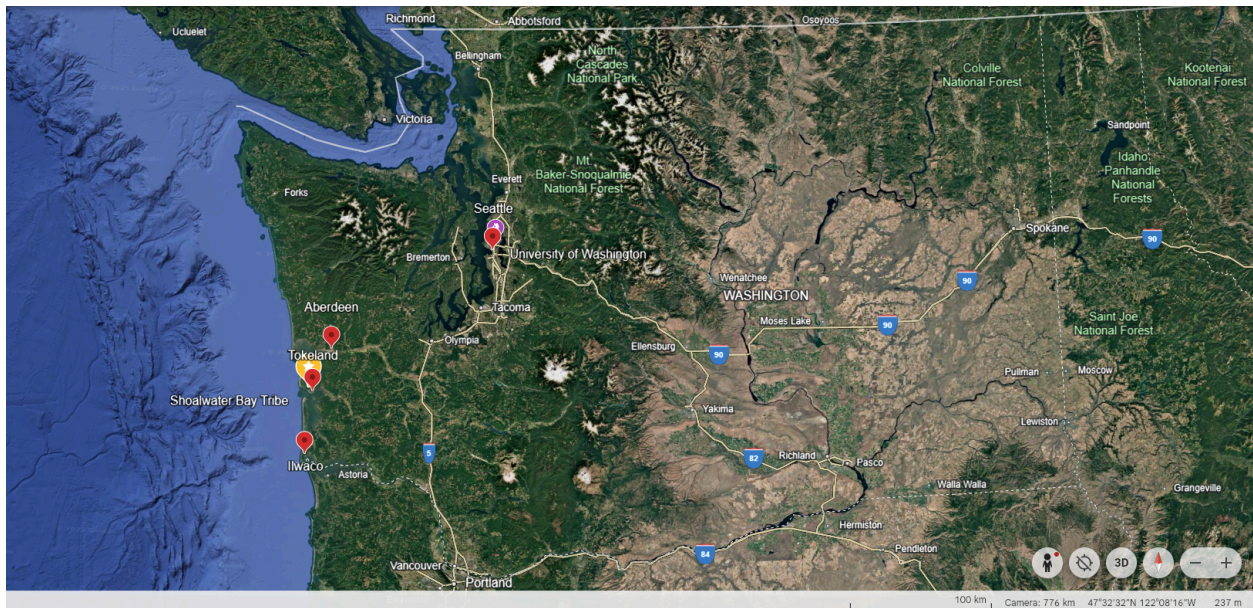 Richmond
Abbotsford
Osoyoos
Ucluelet
Bellingham
North
Cascades
National Park
Colville
National Forest
Kootenai
National Forest
Victoria
Sandpoint
Mt
Baker-Snoqualmie
National Forest
Idaho
Panhandle
National
Forests
Everett
Forks
Seattle
Spokane
90
University of Washington
Bremerton
Wenatchee
WASHINGTON
90
Aberdeen
Tacoma
Moses Lake
90
Saint Joe
National Forest
Olympia
Ellensburg
90
Tokeland
Pullman
Moscow
Shoalwater Bay Tribe
Yakima
Lewiston
5
82
Richland
Pasco
Ilwaco
Astoria
Walla Walla
Grangeville
Hermiston
84
Pendleton
Vancouver
Portland
3D
100 km
Camera: 776 km
47°32'32"N 122°08'16"W
237 m